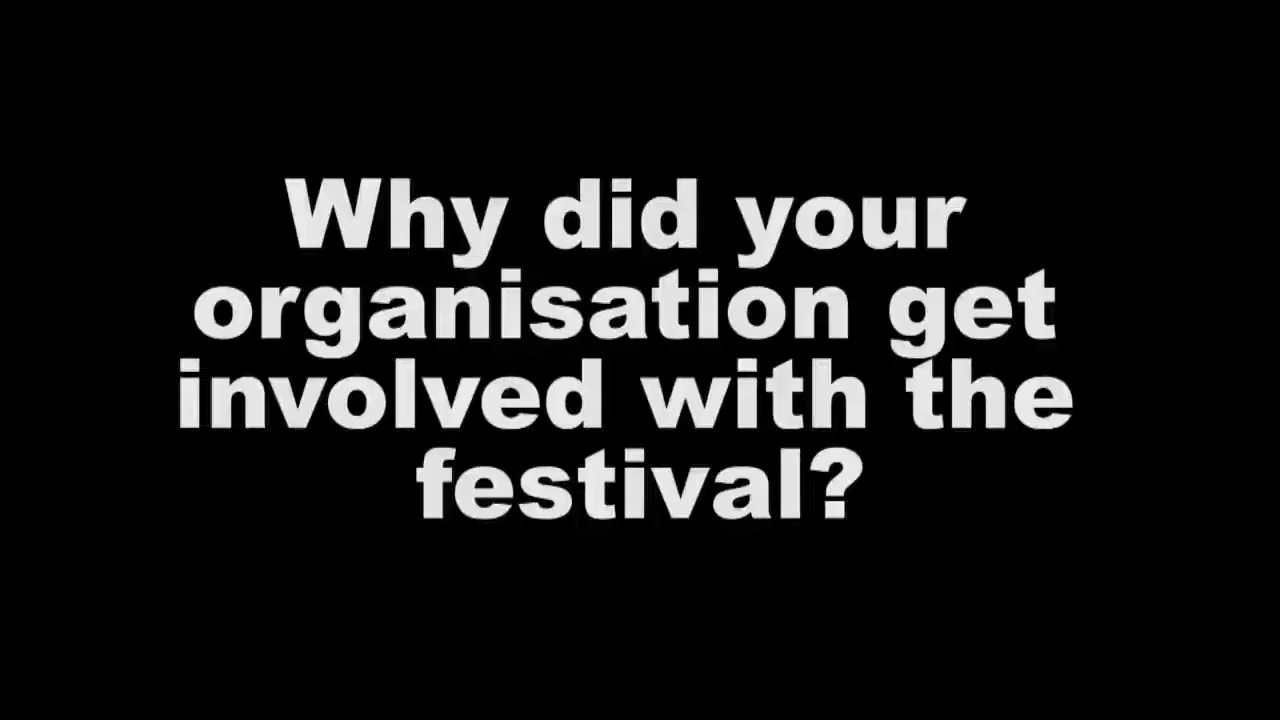 Why did your
organisation get
involved with the
festival?